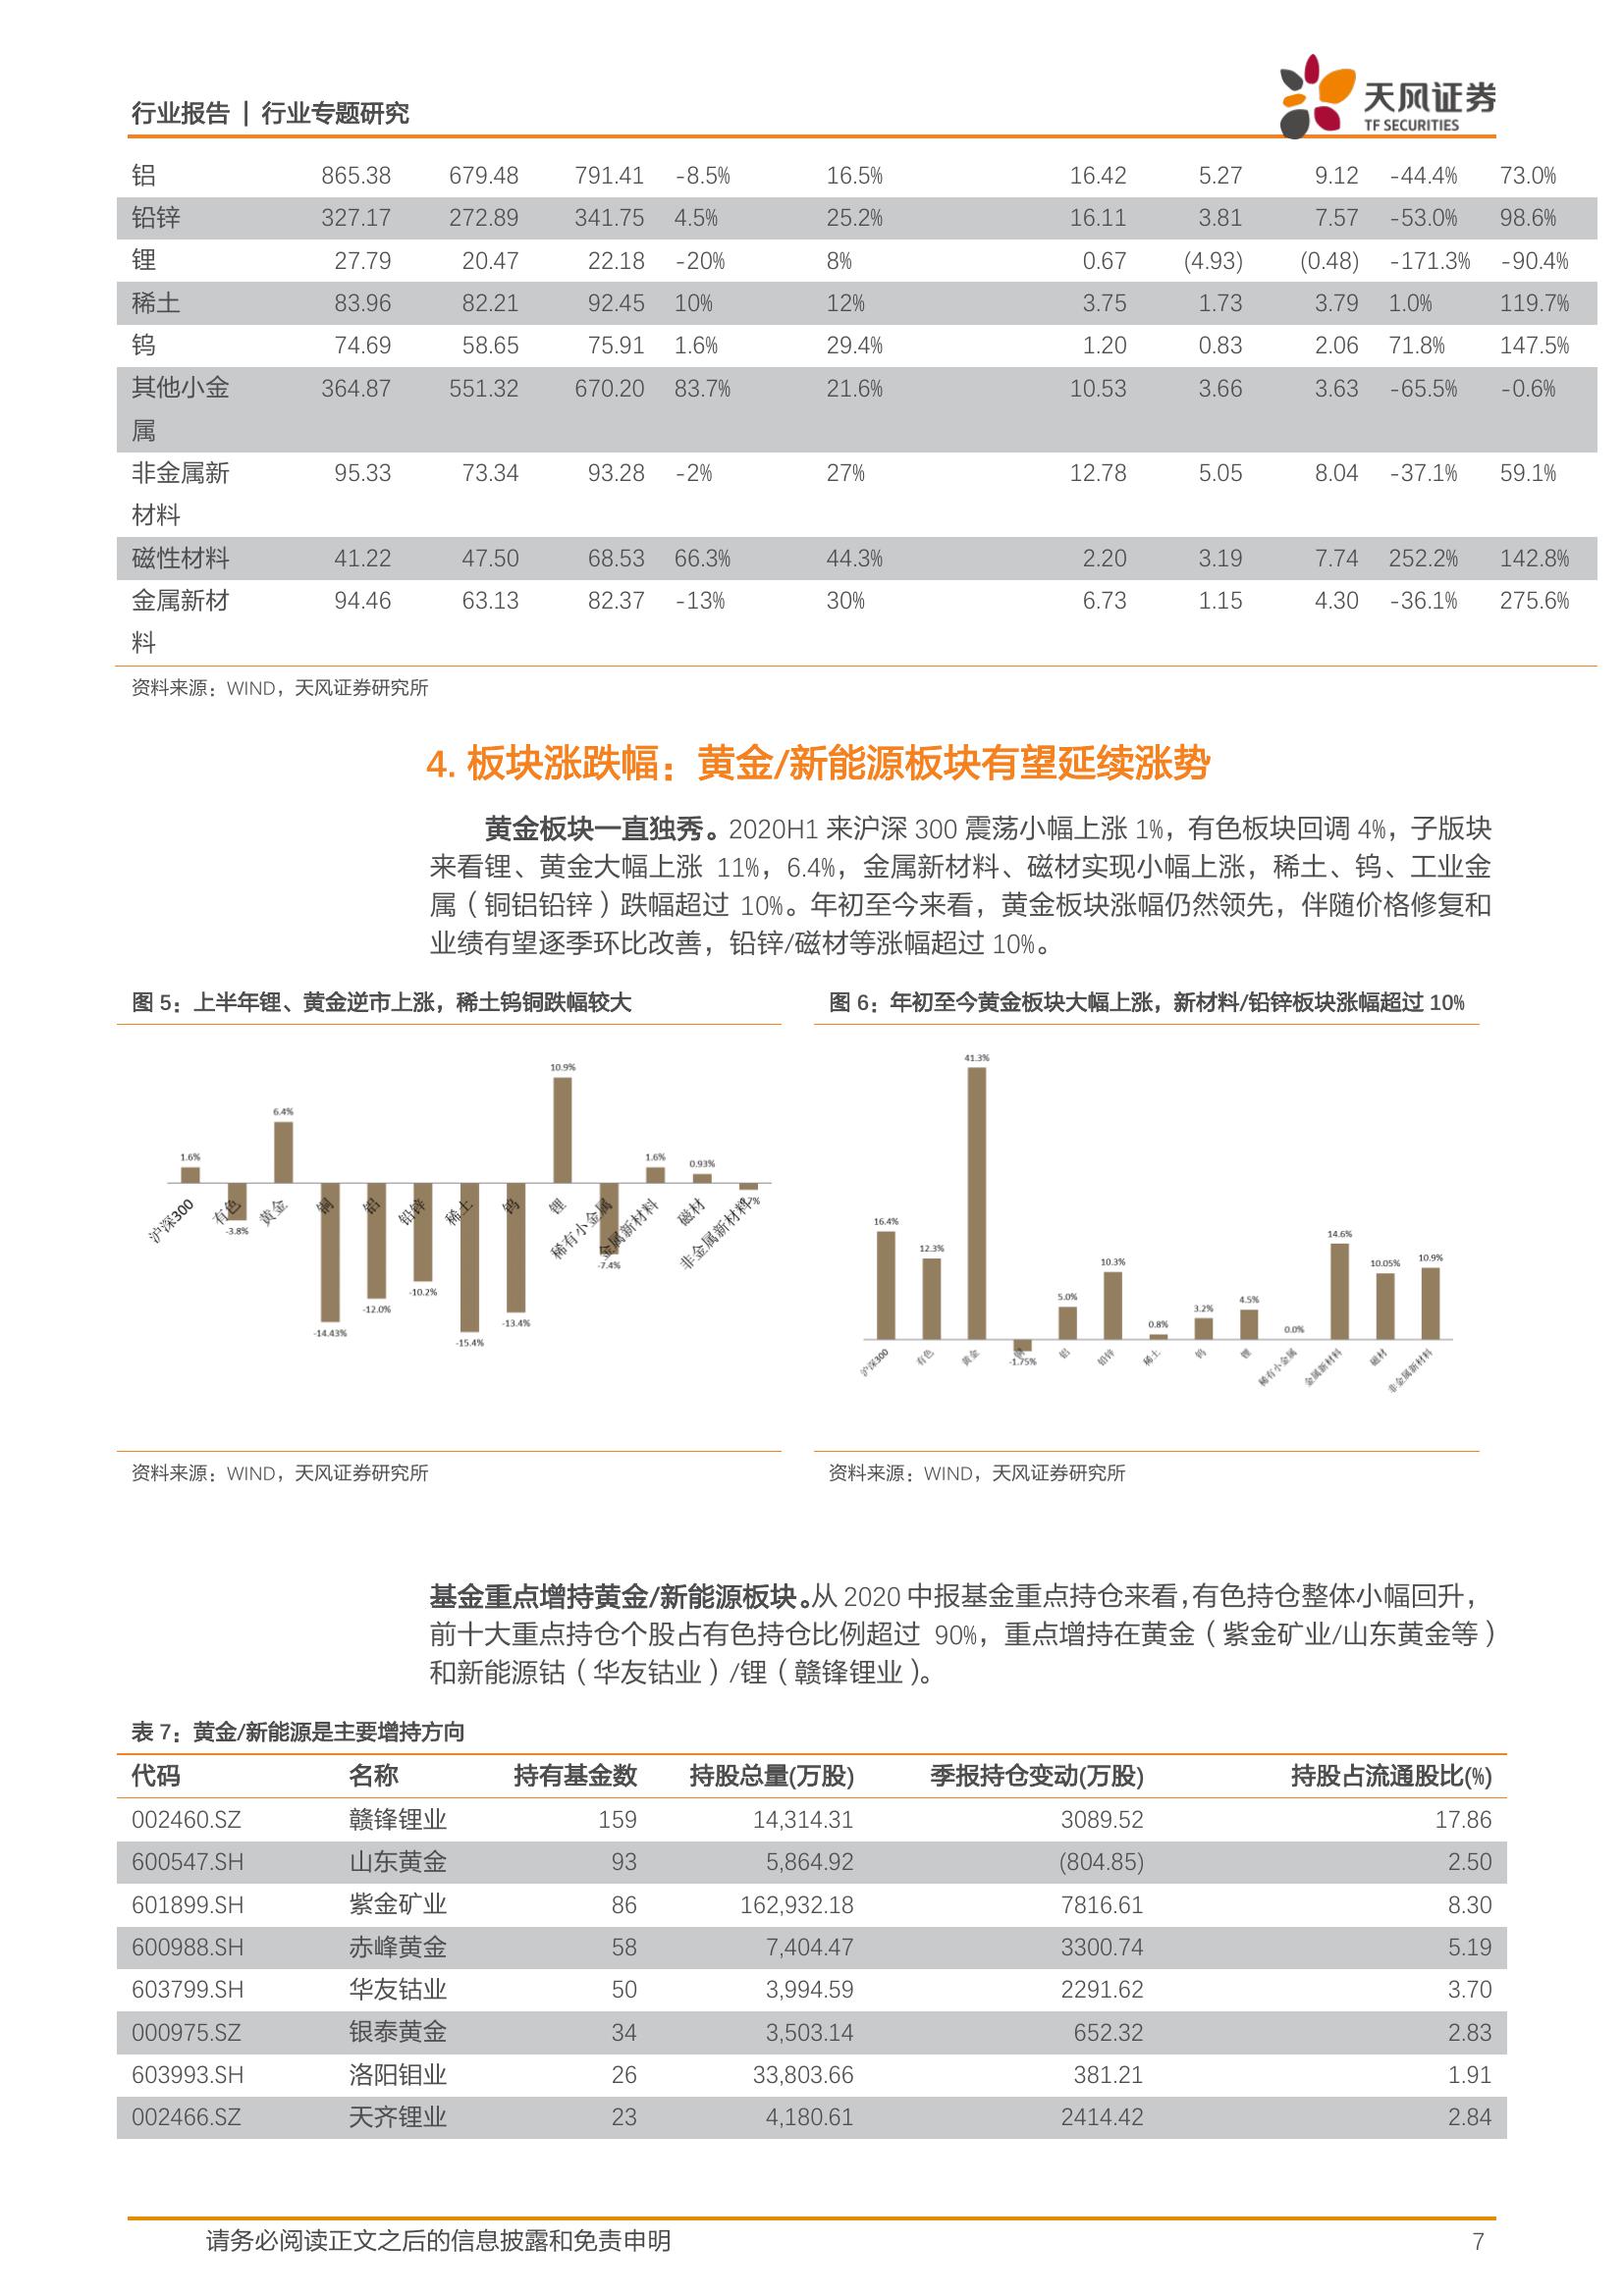 行业报告 | 行业专题研究
天风证券
TF SECURITIES
铝 865.38 679.48 791.41 -8.5% 16.5% 16.42 5.27 9.12 -44.4% 73.0%
铅锌 327.17 272.89 341.75 4.5% 25.2% 16.11 3.81 7.57 -53.0% 98.6%
锂 27.79 20.47 22.18 -20% 8% 0.67 (4.93) (0.48) -171.3% -90.4%
稀土 83.96 82.21 92.45 10% 12% 3.75 1.73 3.79 1.0% 119.7%
钨 74.69 58.65 75.91 1.6% 29.4% 1.20 0.83 2.06 71.8% 147.5%
其他小金 364.87 551.32 670.20 83.7% 21.6% 10.53 3.66 3.63 -65.5% -0.6%
属
非金属新 95.33 73.34 93.28 -2% 27% 12.78 5.05 8.04 -37.1% 59.1%
材料
磁性材料 41.22 47.50 68.53 66.3% 44.3% 2.20 3.19 7.74 252.2% 142.8%
金属新材 94.46 63.13 82.37 -13% 30% 6.73 1.15 4.30 -36.1% 275.6%
料
资料来源：WIND，天风证券研究所
4. 板块涨跌幅：黄金/新能源板块有望延续涨势
黄金板块一直独秀。2020H1 来沪深 300 震荡小幅上涨 1%，有色板块回调 4%，子版块
来看锂、黄金大幅上涨 11%，6.4%，金属新材料、磁材实现小幅上涨，稀土、钨、工业金
属（铜铝铅锌）跌幅超过 10%。年初至今来看，黄金板块涨幅仍然领先，伴随价格修复和
业绩有望逐季环比改善，铅锌/磁材等涨幅超过 10%。
图 5：上半年锂、黄金逆市上涨，稀土钨铜跌幅较大
1.6% -3.8% 6.4% -14.43% -12.0% -10.2% -15.4% -13.4% 10.9% -7.4% 1.6% 0.93% -0.7%
沪深300 有色 黄金 铜 铝 铅锌 稀土 钨 锂 稀有小金属 金属新材料 磁材 非金属新材料
资料来源：WIND，天风证券研究所
图 6：年初至今黄金板块大幅上涨，新材料/铅锌板块涨幅超过 10%
16.4% 12.3% 41.3% -1.75% 5.0% 10.3% 0.8% 3.2% 4.5% 0.0% 14.6% 10.05% 10.9%
沪深300 有色 黄金 铜 铝 铅锌 稀土 钨 锂 稀有小金属 金属新材料 磁材 非金属新材料
资料来源：WIND，天风证券研究所
基金重点增持黄金/新能源板块。从 2020 中报基金重点持仓来看，有色持仓整体小幅回升，
前十大重点持仓个股占有色持仓比例超过 90%，重点增持在黄金（紫金矿业/山东黄金等）
和新能源钴（华友钴业）/锂（赣锋锂业）。
表 7：黄金/新能源是主要增持方向
代码 名称 持有基金数 持股总量(万股) 季报持仓变动(万股) 持股占流通股比(%)
002460.SZ 赣锋锂业 159 14,314.31 3089.52 17.86
600547.SH 山东黄金 93 5,864.92 (804.85) 2.50
601899.SH 紫金矿业 86 162,932.18 7816.61 8.30
600988.SH 赤峰黄金 58 7,404.47 3300.74 5.19
603799.SH 华友钴业 50 3,994.59 2291.62 3.70
000975.SZ 银泰黄金 34 3,503.14 652.32 2.83
603993.SH 洛阳钼业 26 33,803.66 381.21 1.91
002466.SZ 天齐锂业 23 4,180.61 2414.42 2.84
请务必阅读正文之后的信息披露和免责申明 7